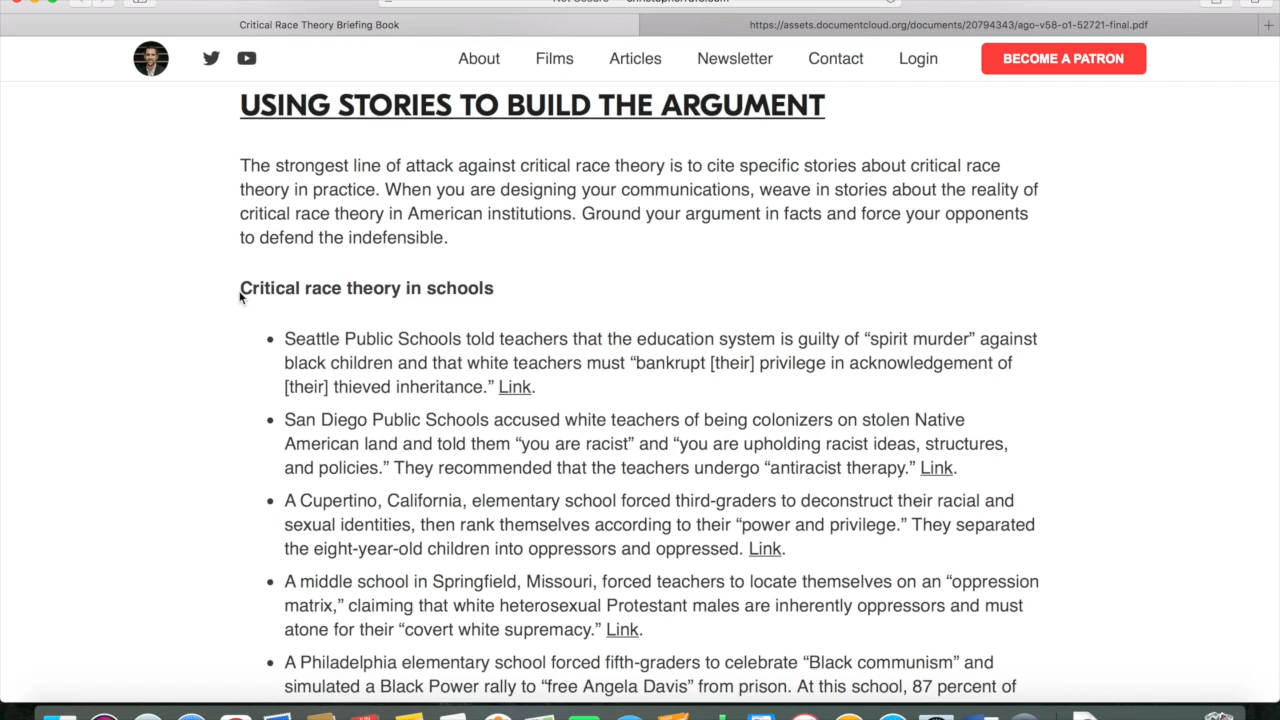 Critical Race Theory Briefing Book
https://assets.documentcloud.org/documents/20794343/ago-v58-o1-52721-final.pdf
About Films Articles Newsletter Contact Login BECOME A PATRON
USING STORIES TO BUILD THE ARGUMENT
The strongest line of attack against critical race theory is to cite specific stories about critical race
theory in practice. When you are designing your communications, weave in stories about the reality of
critical race theory in American institutions. Ground your argument in facts and force your opponents
to defend the indefensible.
Critical race theory in schools
• Seattle Public Schools told teachers that the education system is guilty of “spirit murder” against
black children and that white teachers must “bankrupt [their] privilege in acknowledgement of
[their] thieved inheritance.” Link.
• San Diego Public Schools accused white teachers of being colonizers on stolen Native
American land and told them “you are racist” and “you are upholding racist ideas, structures,
and policies.” They recommended that the teachers undergo “antiracist therapy.” Link.
• A Cupertino, California, elementary school forced third-graders to deconstruct their racial and
sexual identities, then rank themselves according to their “power and privilege.” They separated
the eight-year-old children into oppressors and oppressed. Link.
• A middle school in Springfield, Missouri, forced teachers to locate themselves on an “oppression
matrix,” claiming that white heterosexual Protestant males are inherently oppressors and must
atone for their “covert white supremacy.” Link.
• A Philadelphia elementary school forced fifth-graders to celebrate “Black communism” and
simulated a Black Power rally to “free Angela Davis” from prison. At this school, 87 percent of